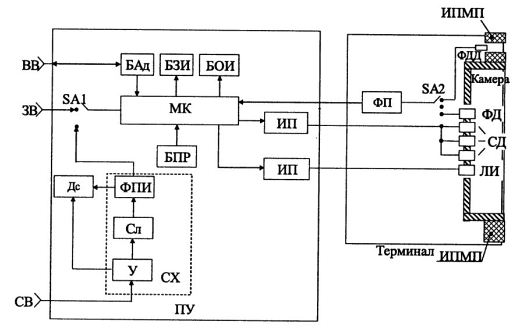 ИПМП
ВВ
БАд
БЗИ
БОИ
ФДД
Камера
ЗВ
SA1
МК
ФП
SA2
ФД
ИП
СД
БПР
ИП
ЛИ
Дс
ФПИ
Сл
Терминал
ИПМП
У
СХ
СВ
ПУ